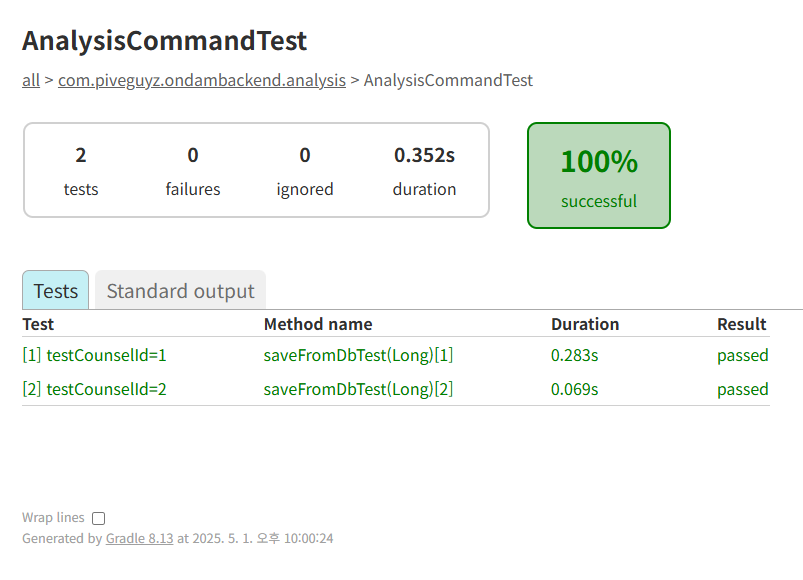 AnalysisCommandTest
all > com.piveguyz.ondambackend.analysis > AnalysisCommandTest
2 0 0 0.352s
tests failures ignored duration
100%
successful
Tests Standard output
Test Method name Duration Result
[1] testCounselId=1 saveFromDbTest(Long)[1] 0.283s passed
[2] testCounselId=2 saveFromDbTest(Long)[2] 0.069s passed
Wrap lines
Generated by Gradle 8.13 at 2025. 5. 1. 오후 10:00:24